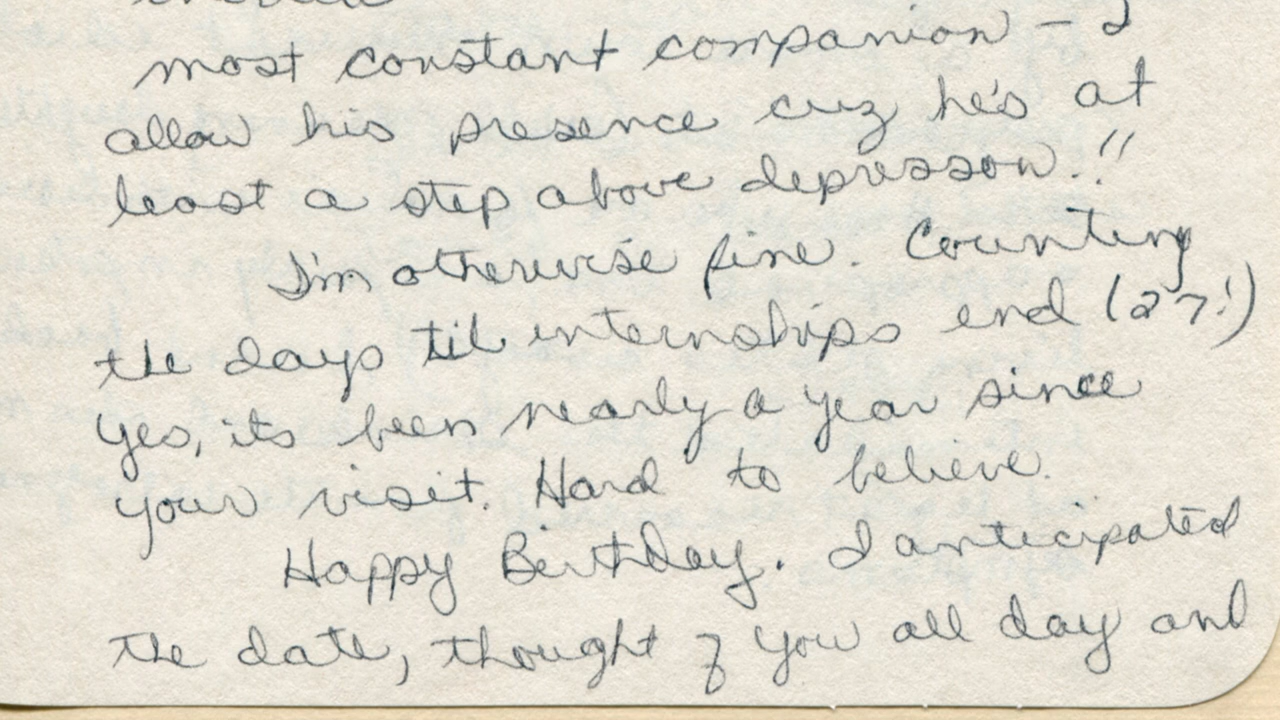 most constant companion – I
allow his presence cuz he's at
least a step above depresson!!
I'm otherwise fine. Counting
the days til internships end (27!)
Yes, its been nearly a year since
your visit. Hard to believe.
Happy Birthday. I anticipated
the date, thought of you all day and